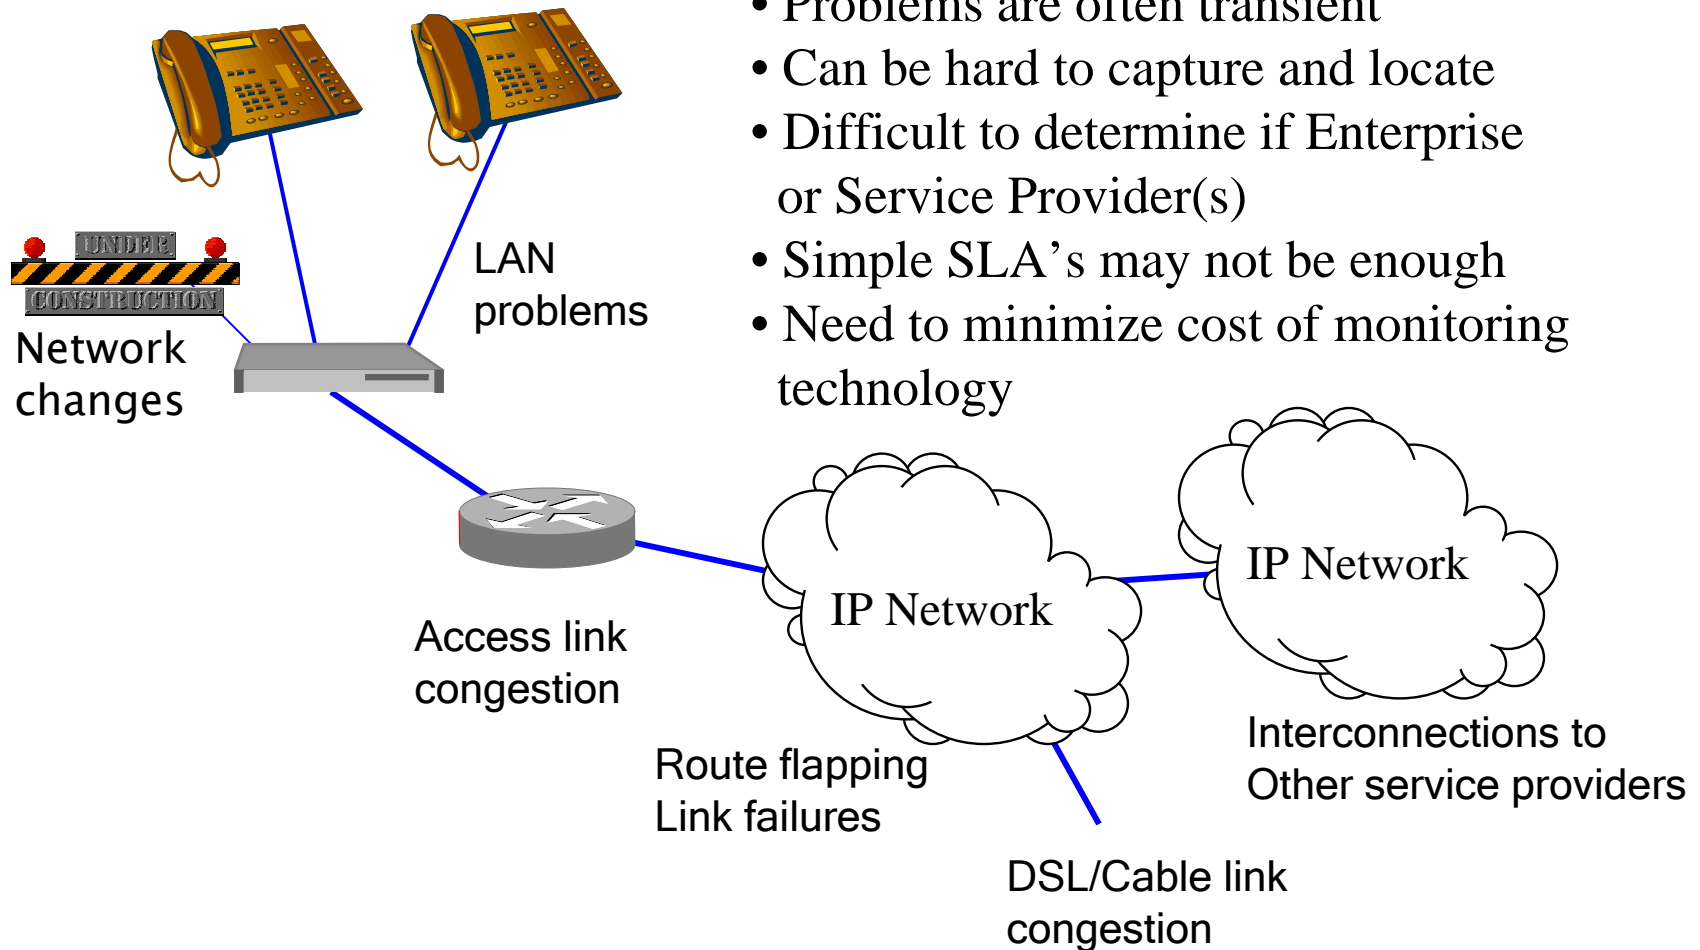 • Problems are often transient
• Can be hard to capture and locate
• Difficult to determine if Enterprise
or Service Provider(s)
• Simple SLA’s may not be enough
• Need to minimize cost of monitoring
technology
UNDER
CONSTRUCTION
Network
changes
LAN
problems
IP Network
IP Network
Access link
congestion
Route flapping
Link failures
Interconnections to
Other service providers
DSL/Cable link
congestion